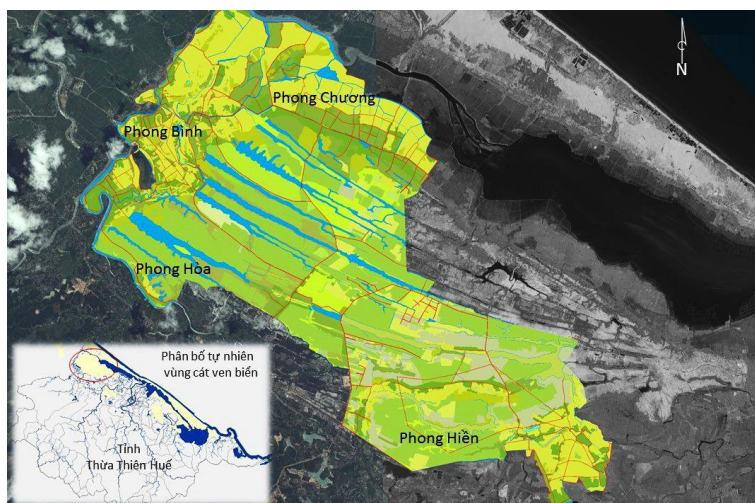 N
Phong Chương
Phong Bình
Phong Hòa
Phong Hiền
Phân bố tự nhiên
vùng cát ven biển
Tỉnh
Thừa Thiên Huế